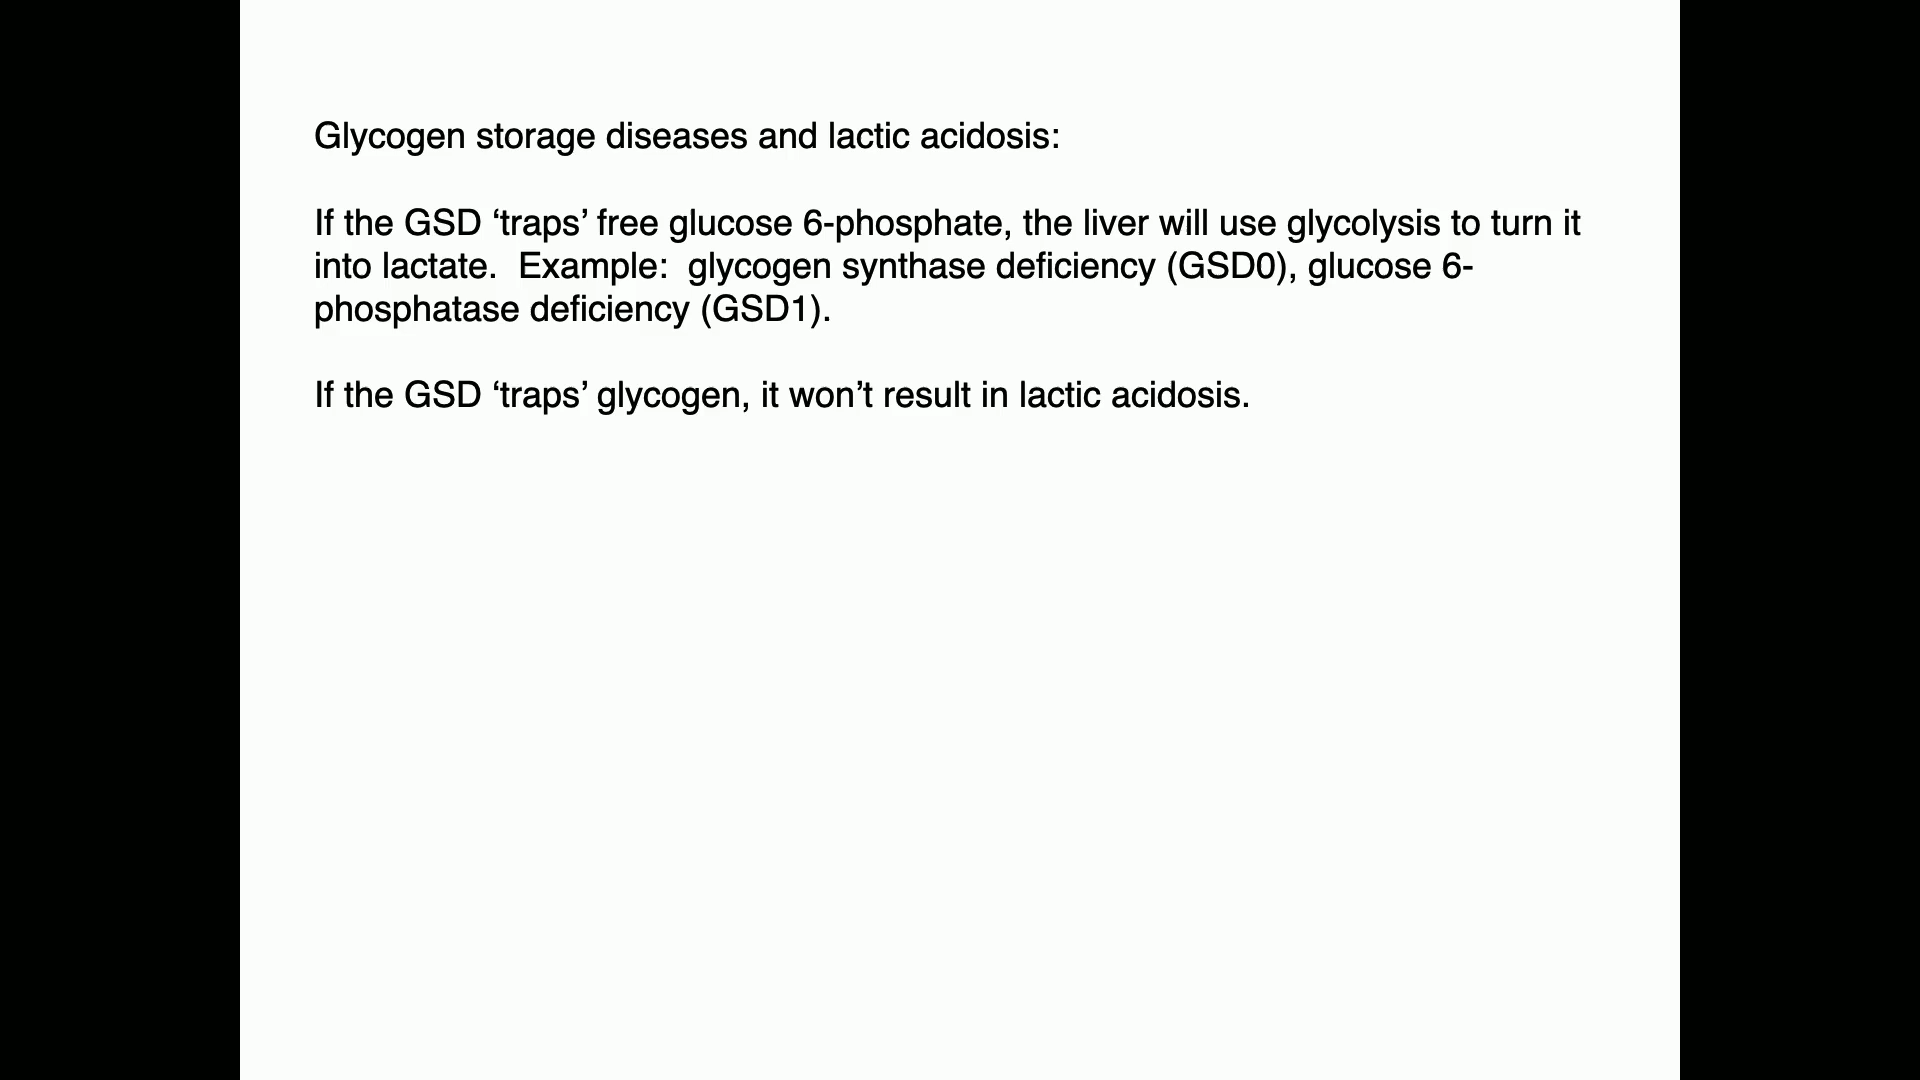 Glycogen storage diseases and lactic acidosis:
If the GSD ‘traps’ free glucose 6-phosphate, the liver will use glycolysis to turn it
into lactate.  Example:  glycogen synthase deficiency (GSD0), glucose 6-
phosphatase deficiency (GSD1).
If the GSD ‘traps’ glycogen, it won’t result in lactic acidosis.